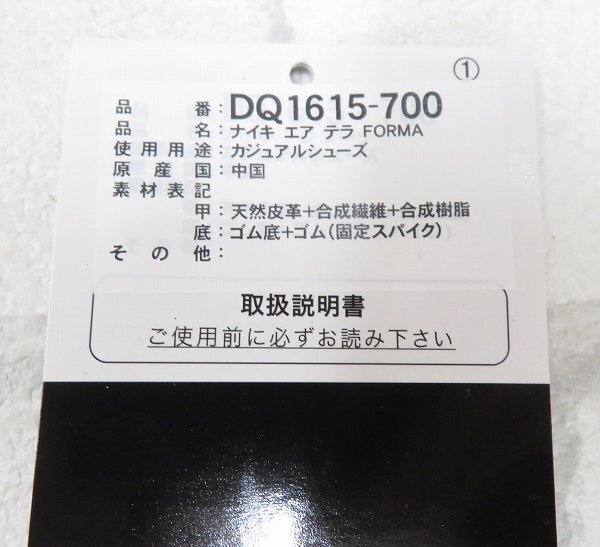 ①
品番:DQ1615-700
品名:ナイキ エア テラ FORMA
使用用途:カジュアルシューズ
原産国:中国
素材表記
甲:天然皮革+合成繊維+合成樹脂
底:ゴム底+ゴム(固定スパイク)
その他:
取扱説明書
ご使用前に必ずお読み下さい